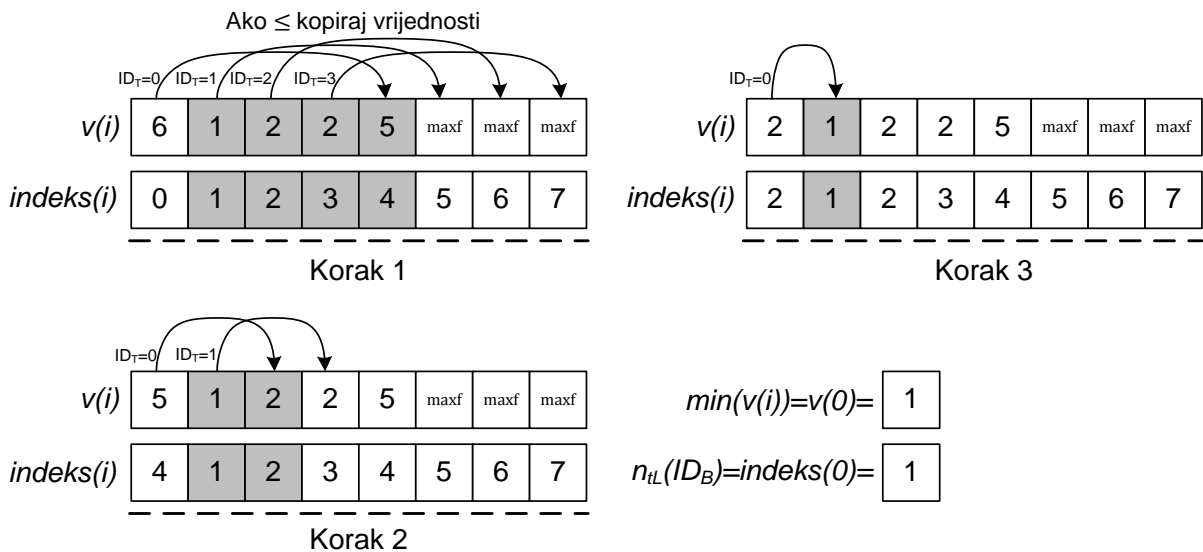 Ako ≤ kopiraj vrijednosti
ID_T=0 ID_T=1 ID_T=2 ID_T=3
v(i) 6 1 2 2 5 maxf maxf maxf
indeks(i) 0 1 2 3 4 5 6 7
Korak 1
ID_T=0
v(i) 2 1 2 2 5 maxf maxf maxf
indeks(i) 2 1 2 3 4 5 6 7
Korak 3
ID_T=0 ID_T=1
v(i) 5 1 2 2 5 maxf maxf maxf
indeks(i) 4 1 2 3 4 5 6 7
Korak 2
min(v(i))=v(0)= 1
n_tL(ID_B)=indeks(0)= 1